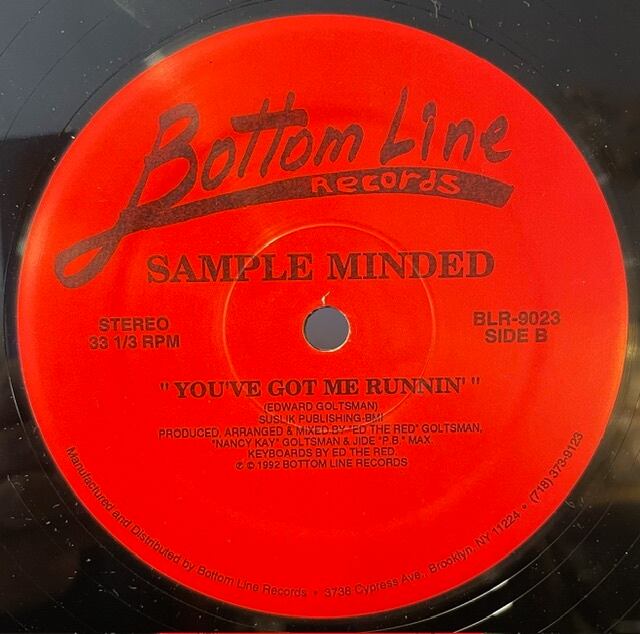 Bottom Line
Records
SAMPLE MINDED
STEREO
33 1/3 RPM
BLR-9023
SIDE B
"YOU'VE GOT ME RUNNIN'"
(EDWARD GOLTSMAN)
SUSLIK PUBLISHING-BMI
PRODUCED, ARRANGED & MIXED BY "ED THE RED" GOLTSMAN,
"NANCY KAY" GOLTSMAN & JIDE "P.B." MAX.
KEYBOARDS BY ED THE RED.
℗ © 1992 BOTTOM LINE RECORDS
Manufactured and Distributed by Bottom Line Records • 3736 Cypress Ave., Brooklyn, NY 11224 • (718) 373-9123